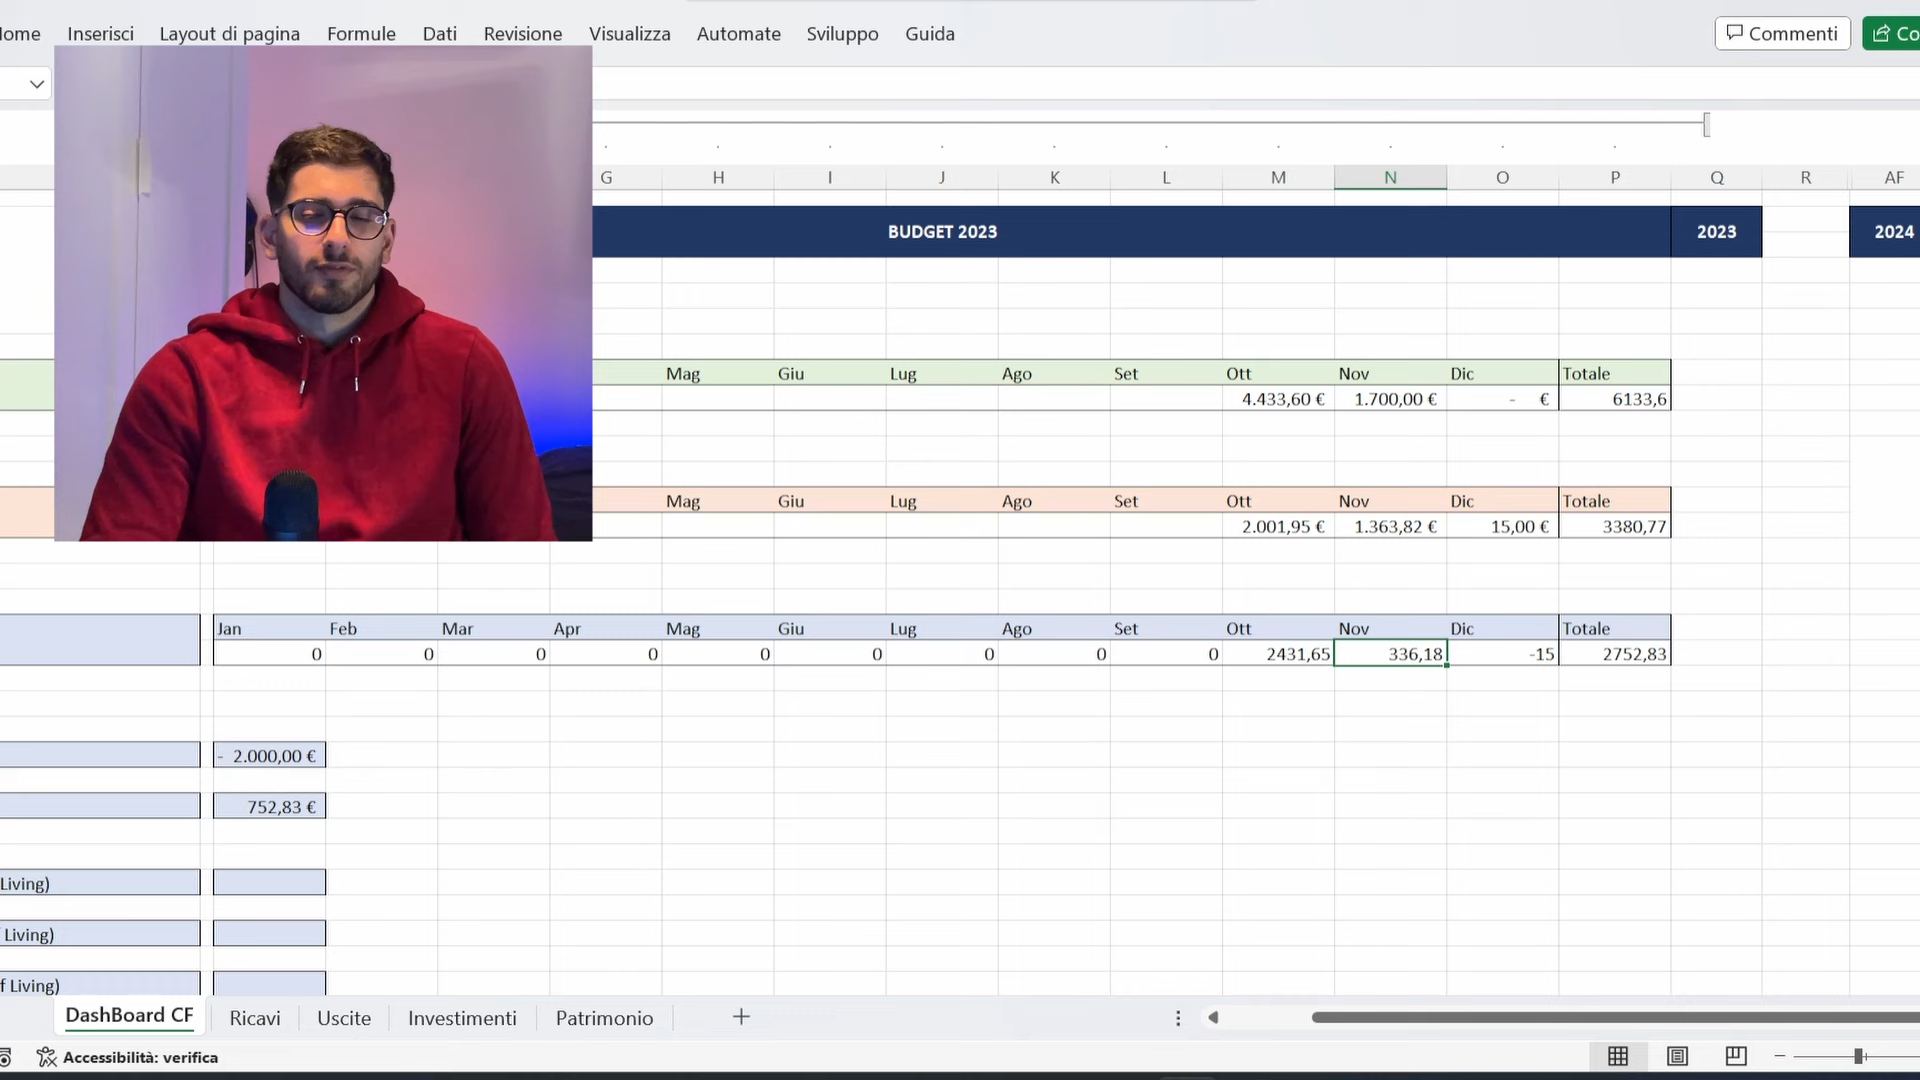 ome Inserisci Layout di pagina Formule Dati Revisione Visualizza Automate Sviluppo Guida Commenti Co
G H I J K L M N O P Q R AF
BUDGET 2023 2023 2024
Mag Giu Lug Ago Set Ott Nov Dic Totale
4.433,60 € 1.700,00 € - € 6133,6
Mag Giu Lug Ago Set Ott Nov Dic Totale
2.001,95 € 1.363,82 € 15,00 € 3380,77
Jan Feb Mar Apr Mag Giu Lug Ago Set Ott Nov Dic Totale
0 0 0 0 0 0 0 0 0 2431,65 336,18 -15 2752,83
- 2.000,00 €
752,83 €
Living)
Living)
f Living)
DashBoard CF Ricavi Uscite Investimenti Patrimonio
Accessibilità: verifica